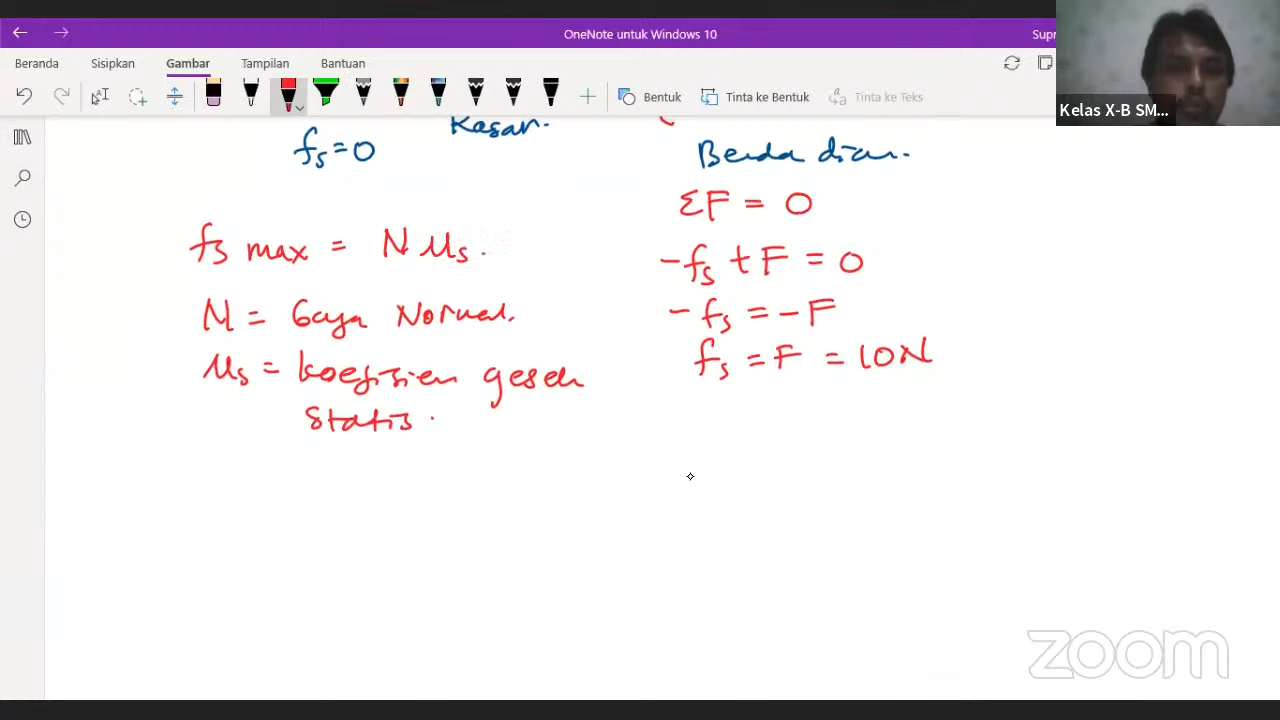 OneNote untuk Windows 10
Supr
Beranda
Sisipkan
Gambar
Tampilan
Bantuan
Bentuk
Tinta ke Bentuk
Tinta ke Teks
Kelas X-B SM...
Kasar.
fs = 0
fs max = N μs.
N = Gaya Normal.
μs = koefisien gesek
Statis.
Benda diam.
ΣF = 0
-fs + F = 0
-fs = -F
fs = F = 10N
zoom